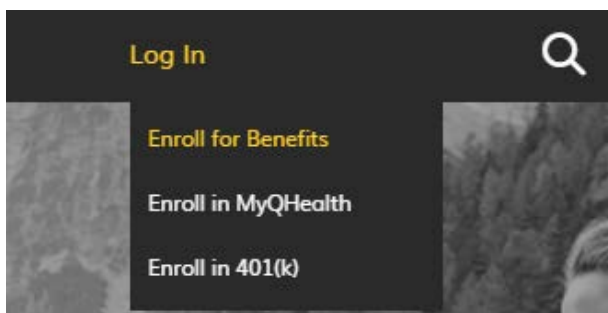 Log In
Enroll for Benefits
Enroll in MyQHealth
Enroll in 401(k)